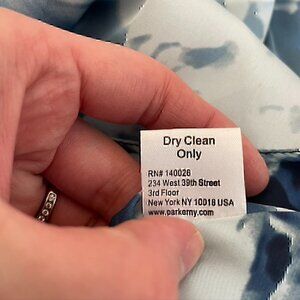 Dry Clean
Only
RN# 140026
234 West 39th Street
3rd Floor
New York NY 10018 USA
www.parkerny.com